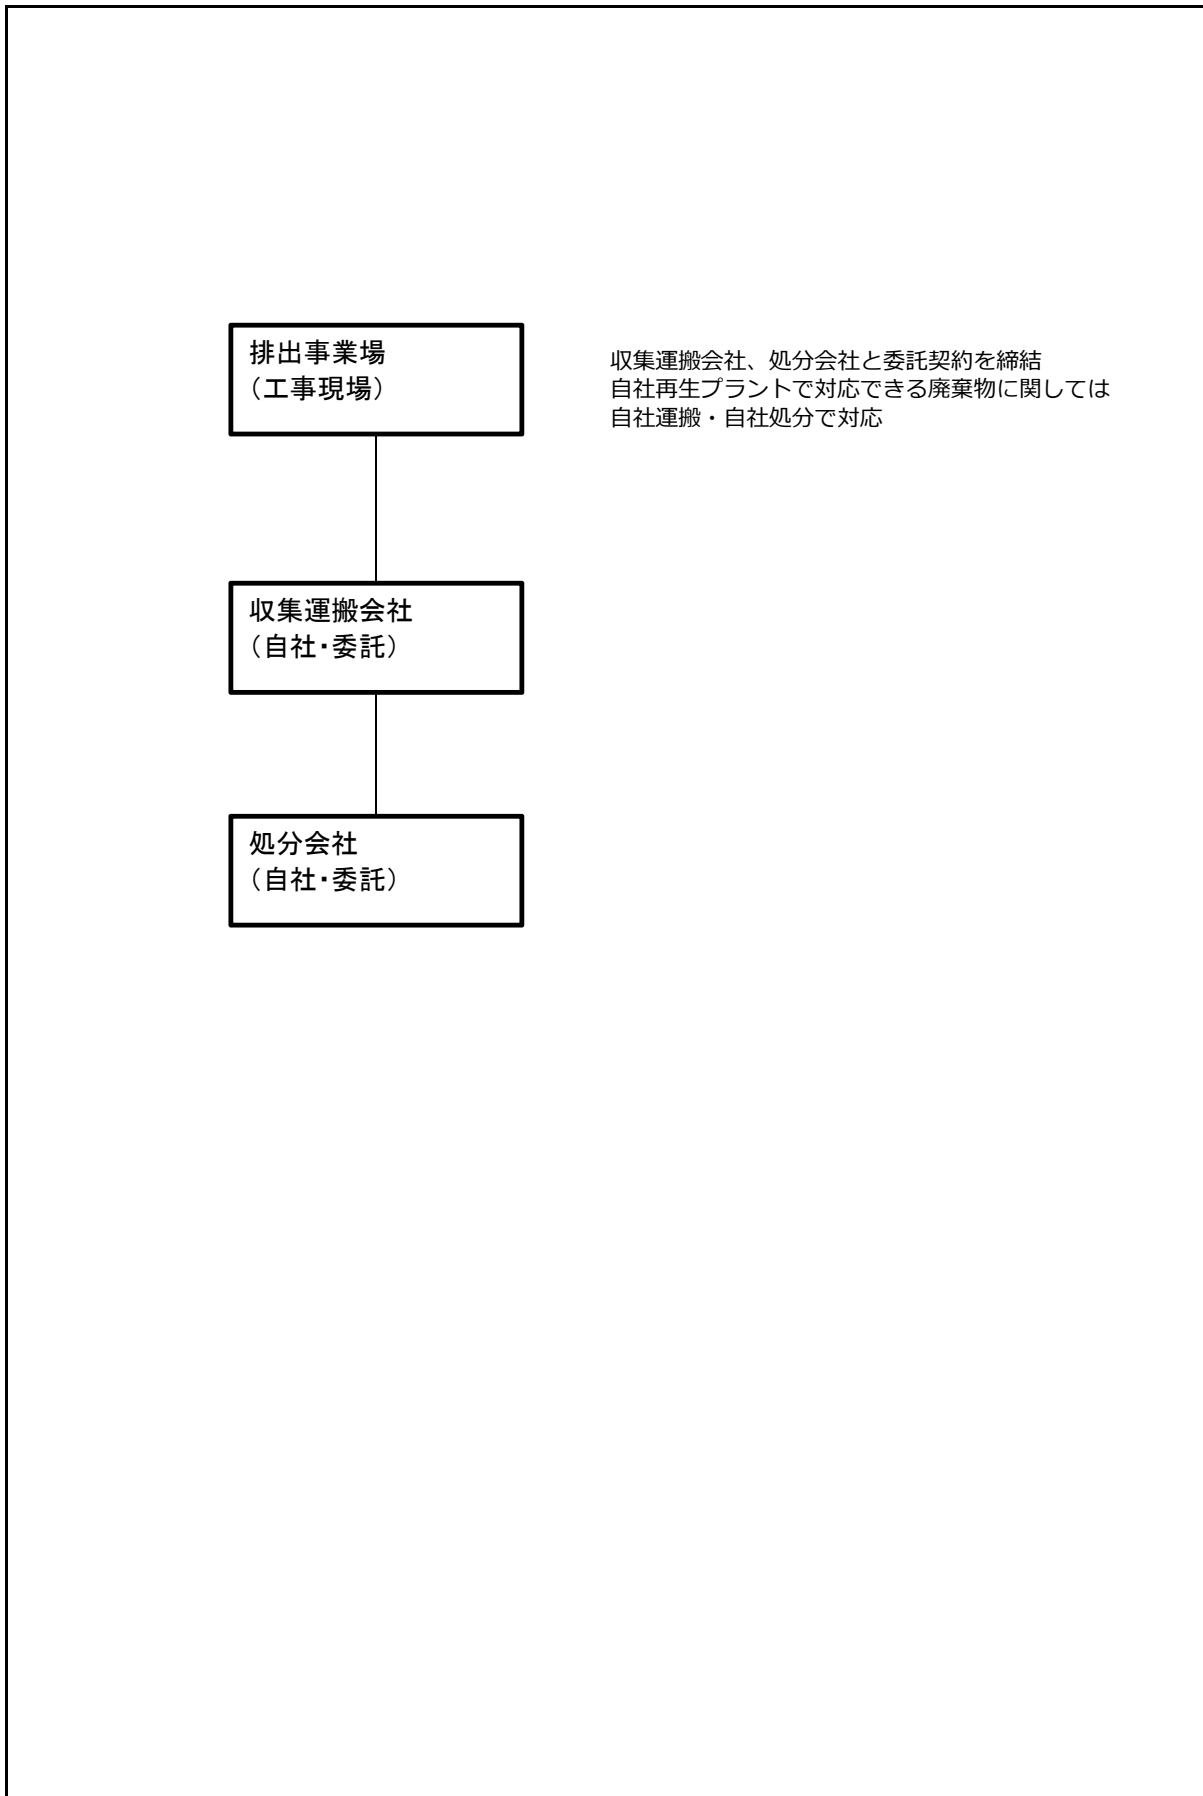 排出事業場
（工事現場）
収集運搬会社、処分会社と委託契約を締結
自社再生プラントで対応できる廃棄物に関しては
自社運搬・自社処分で対応
収集運搬会社
（自社・委託）
処分会社
（自社・委託）